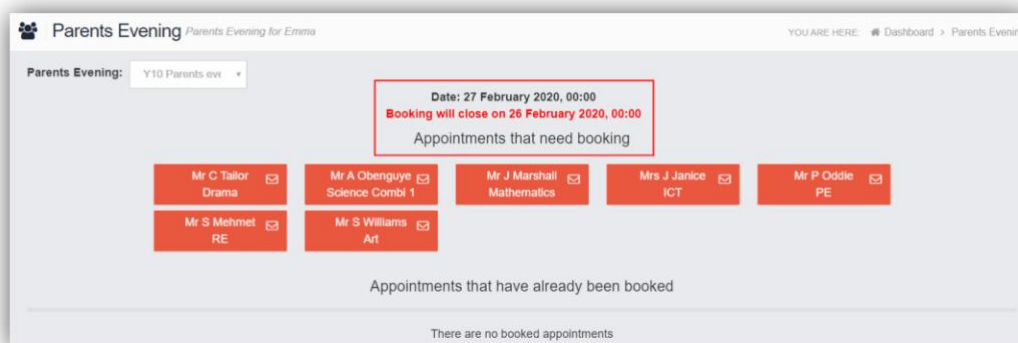 Parents Evening Parents Evening for Emma
YOU ARE HERE: Dashboard > Parents Evenin
Parents Evening: Y10 Parents eve
Date: 27 February 2020, 00:00
Booking will close on 26 February 2020, 00:00
Appointments that need booking
Mr C Tailor
Drama
Mr A Obenguye
Science Combi 1
Mr J Marshall
Mathematics
Mrs J Janice
ICT
Mr P Oddie
PE
Mr S Mehmet
RE
Mr S Williams
Art
Appointments that have already been booked
There are no booked appointments